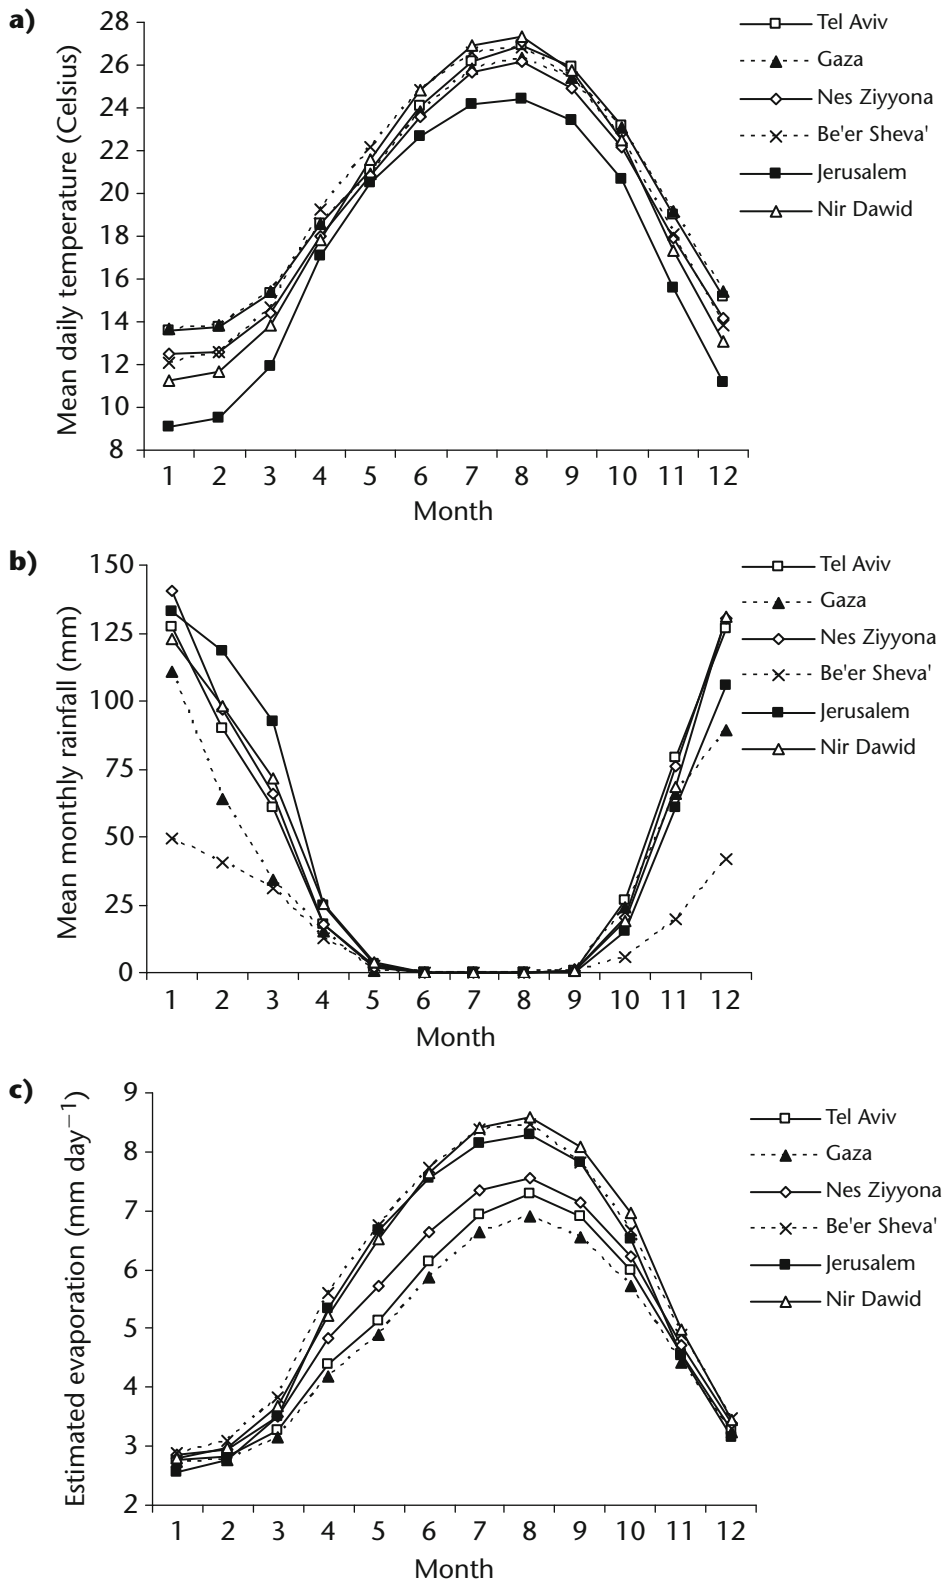 a)
Mean daily temperature (Celsius)
28
26
24
22
20
18
16
14
12
10
8
1 2 3 4 5 6 7 8 9 10 11 12
Month
Tel Aviv
Gaza
Nes Ziyyona
Be'er Sheva'
Jerusalem
Nir Dawid
b)
Mean monthly rainfall (mm)
150
125
100
75
50
25
0
1 2 3 4 5 6 7 8 9 10 11 12
Month
Tel Aviv
Gaza
Nes Ziyyona
Be'er Sheva'
Jerusalem
Nir Dawid
c)
Estimated evaporation (mm day⁻¹)
9
8
7
6
5
4
3
2
1 2 3 4 5 6 7 8 9 10 11 12
Month
Tel Aviv
Gaza
Nes Ziyyona
Be'er Sheva'
Jerusalem
Nir Dawid